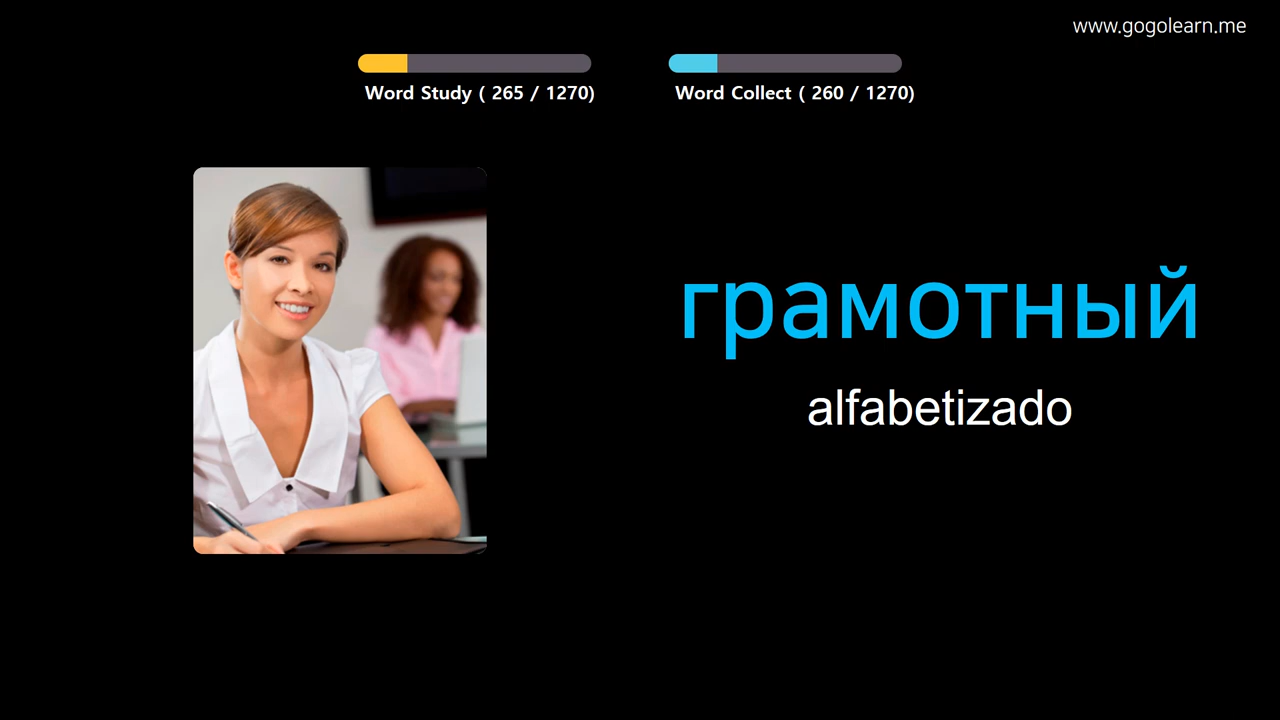 www.gogolearn.me
Word Study ( 265 / 1270)
Word Collect ( 260 / 1270)
грамотный
alfabetizado